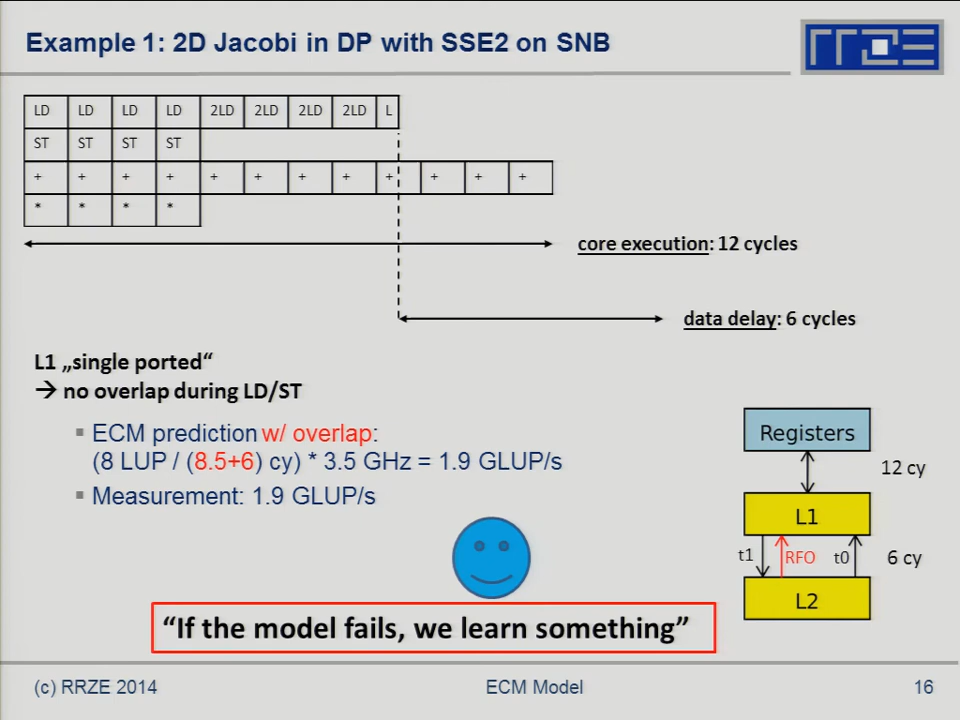 Example 1: 2D Jacobi in DP with SSE2 on SNB
RRZE
LD LD LD LD 2LD 2LD 2LD 2LD L
ST ST ST ST
+ + + + + + + + + + + +
* * * *
core execution: 12 cycles
data delay: 6 cycles
L1 „single ported“
→ no overlap during LD/ST
▪ ECM prediction w/ overlap:
(8 LUP / (8.5+6) cy) * 3.5 GHz = 1.9 GLUP/s
▪ Measurement: 1.9 GLUP/s
Registers
12 cy
L1
t1 RFO t0 6 cy
L2
“If the model fails, we learn something”
(c) RRZE 2014 ECM Model 16